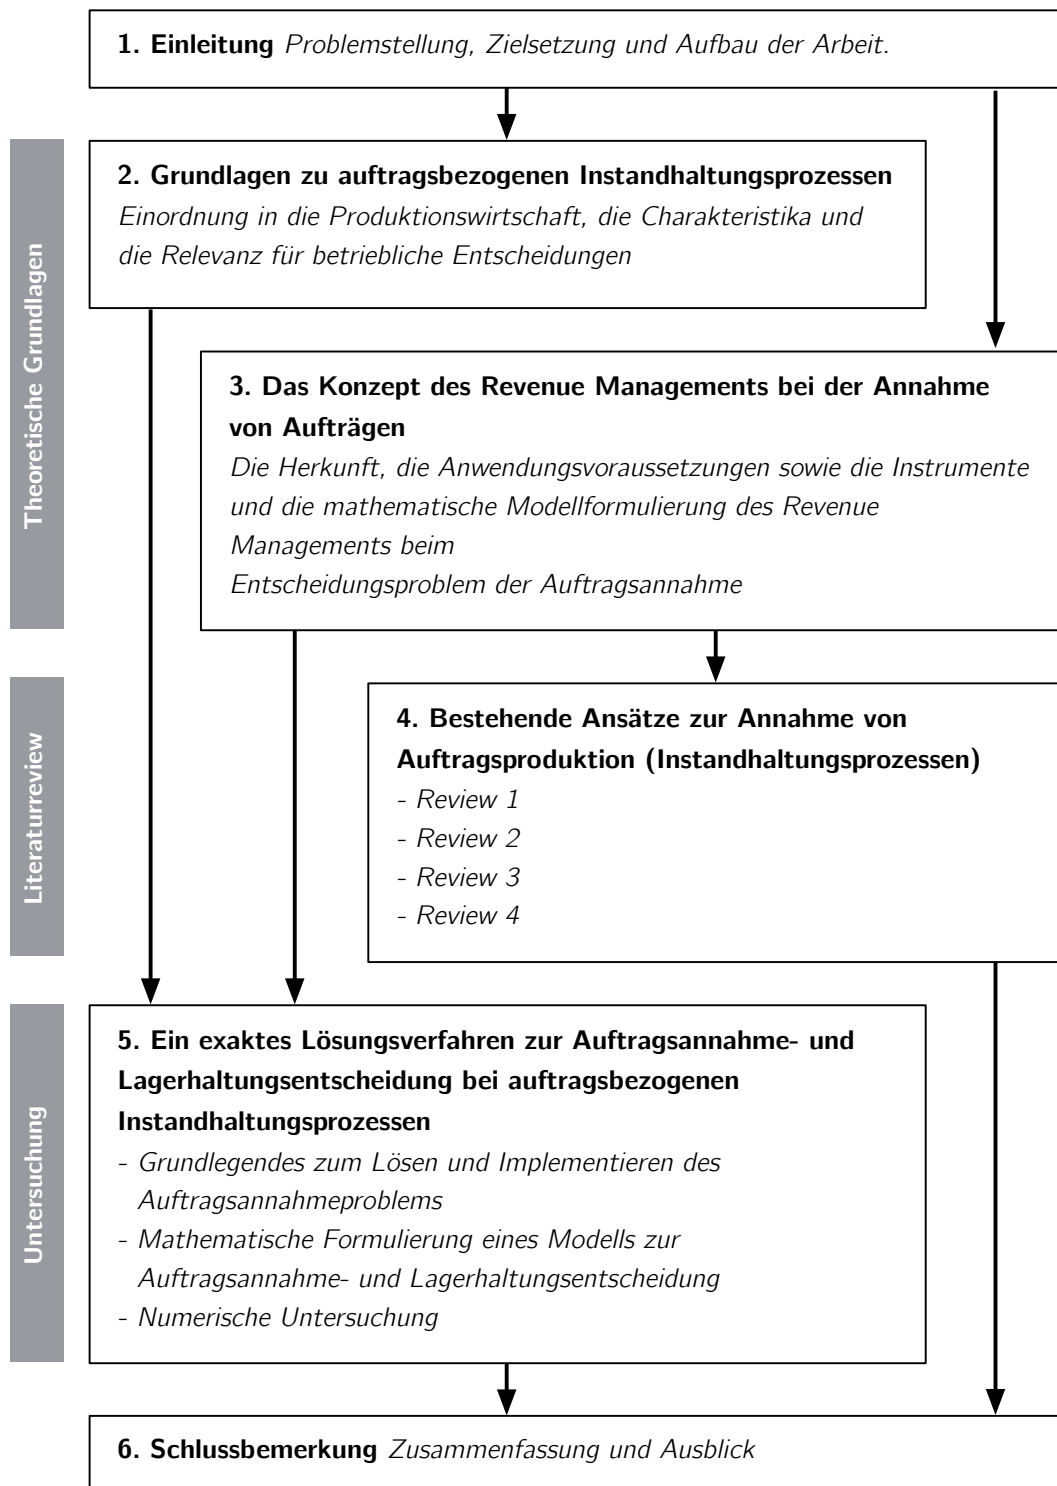 1. Einleitung Problemstellung, Zielsetzung und Aufbau der Arbeit.
Theoretische Grundlagen
2. Grundlagen zu auftragsbezogenen Instandhaltungsprozessen
Einordnung in die Produktionswirtschaft, die Charakteristika und
die Relevanz für betriebliche Entscheidungen
3. Das Konzept des Revenue Managements bei der Annahme
von Aufträgen
Die Herkunft, die Anwendungsvoraussetzungen sowie die Instrumente
und die mathematische Modellformulierung des Revenue
Managements beim
Entscheidungsproblem der Auftragsannahme
Literaturreview
4. Bestehende Ansätze zur Annahme von
Auftragsproduktion (Instandhaltungsprozessen)
- Review 1
- Review 2
- Review 3
- Review 4
Untersuchung
5. Ein exaktes Lösungsverfahren zur Auftragsannahme- und
Lagerhaltungsentscheidung bei auftragsbezogenen
Instandhaltungsprozessen
- Grundlegendes zum Lösen und Implementieren des
Auftragsannahmeproblems
- Mathematische Formulierung eines Modells zur
Auftragsannahme- und Lagerhaltungsentscheidung
- Numerische Untersuchung
6. Schlussbemerkung Zusammenfassung und Ausblick